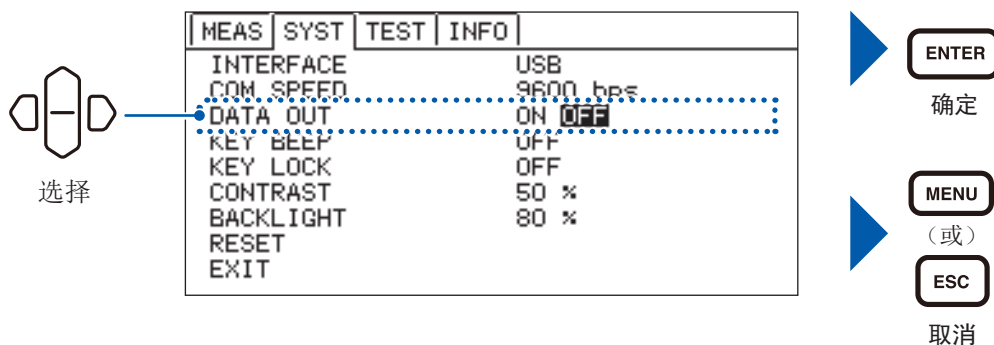 MEAS SYST TEST INFO
INTERFACE USB
COM SPEED 9600 bps
DATA OUT ON OFF
KEY BEEP OFF
KEY LOCK OFF
CONTRAST 50 %
BACKLIGHT 80 %
RESET
EXIT
选择
ENTER
确定
MENU
（或）
ESC
取消